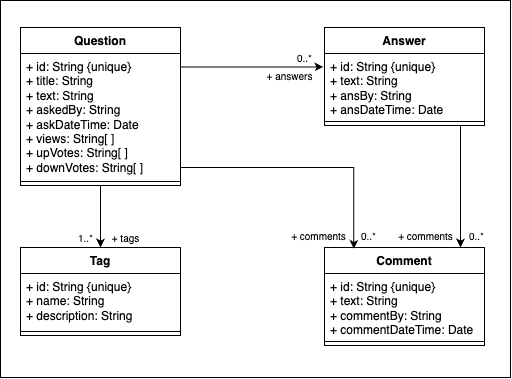 Question
+ id: String {unique}
+ title: String
+ text: String
+ askedBy: String
+ askDateTime: Date
+ views: String[ ]
+ upVotes: String[ ]
+ downVotes: String[ ]
0..*
+ answers
Answer
+ id: String {unique}
+ text: String
+ ansBy: String
+ ansDateTime: Date
1..*
+ tags
+ comments
0..*
+ comments
0..*
Tag
+ id: String {unique}
+ name: String
+ description: String
Comment
+ id: String {unique}
+ text: String
+ commentBy: String
+ commentDateTime: Date